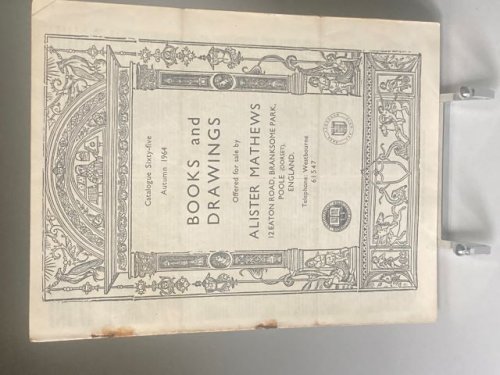 Catalogue Sixty-five
Autumn 1964
BOOKS and
DRAWINGS
Offered for sale by
ALISTER MATHEWS
12 EATON ROAD, BRANKSOME PARK,
POOLE (DORSET),
ENGLAND.
Telephone: Westbourne
61547